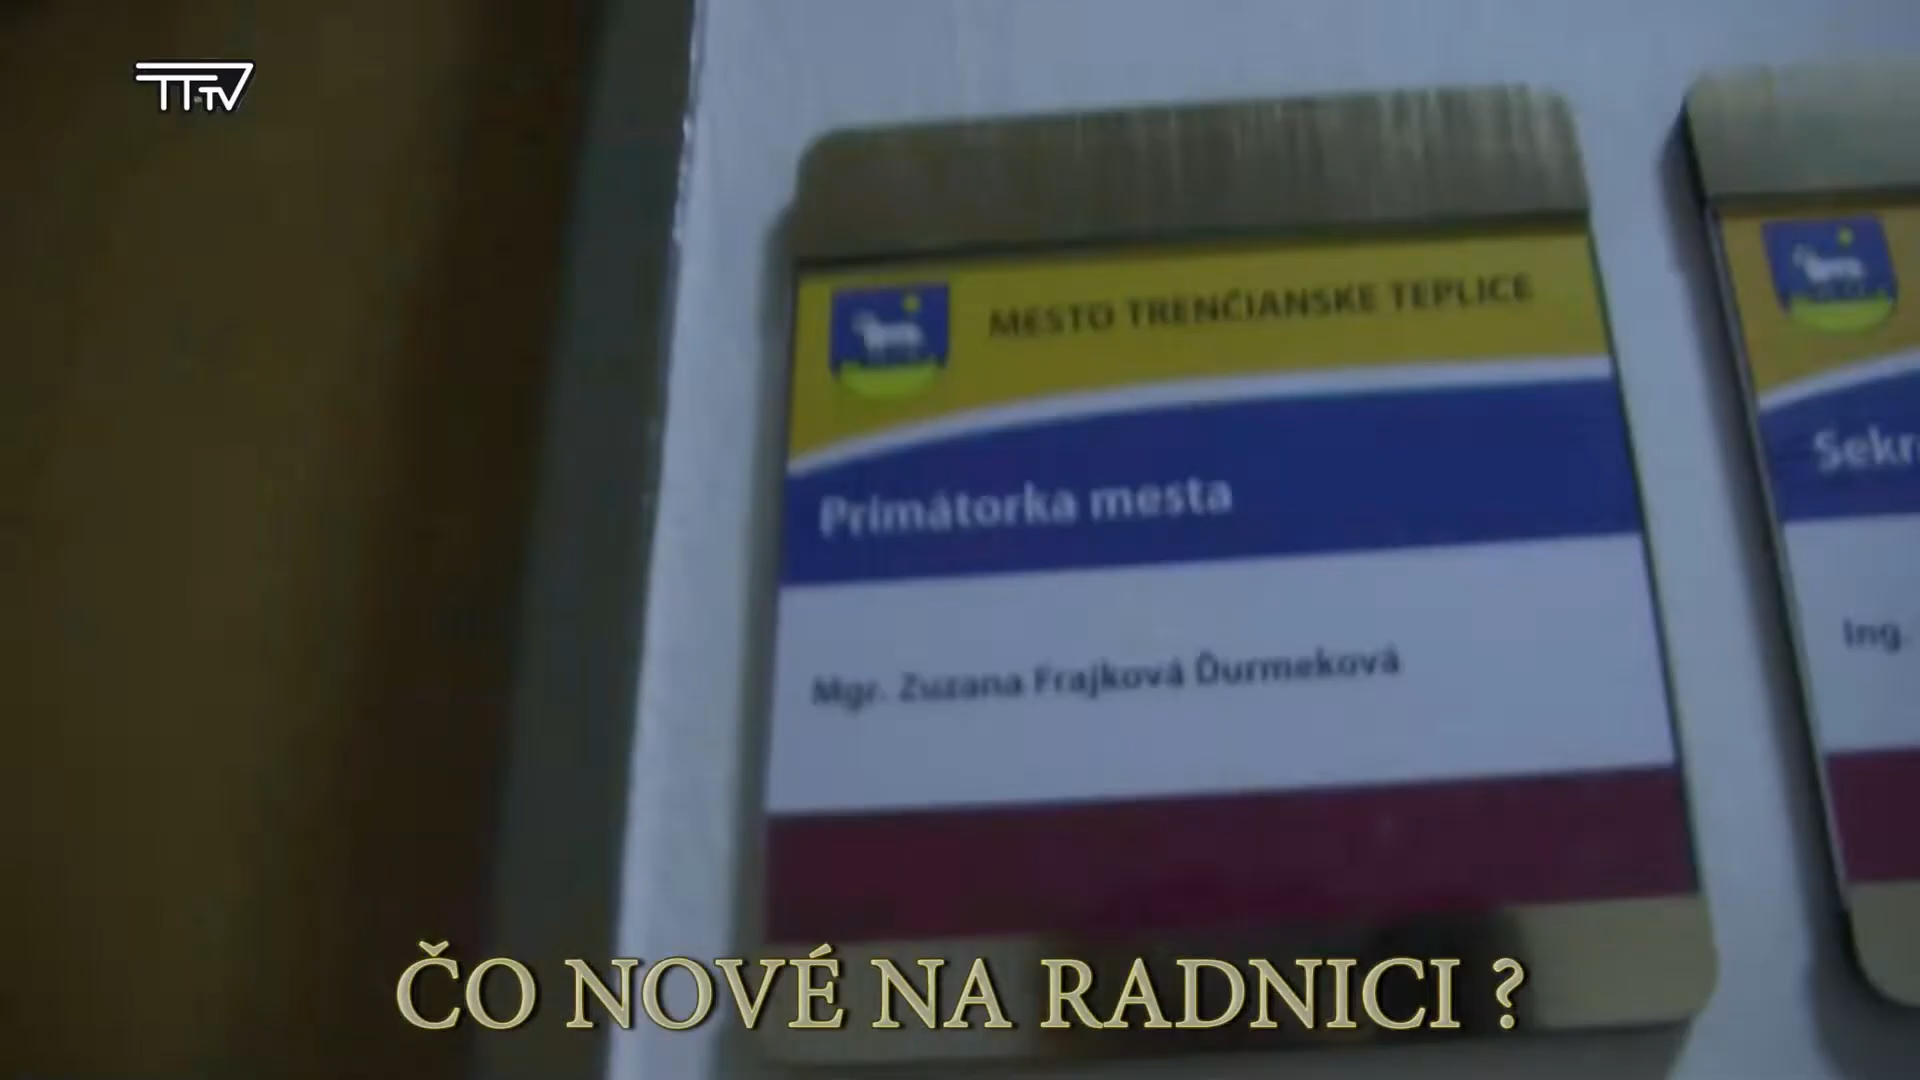 TT-TV
MESTO TRENČIANSKE TEPLICE
Primátorka mesta
Mgr. Zuzana Frajková Ďurmeková
Sekr
Ing.
ČO NOVÉ NA RADNICI ?